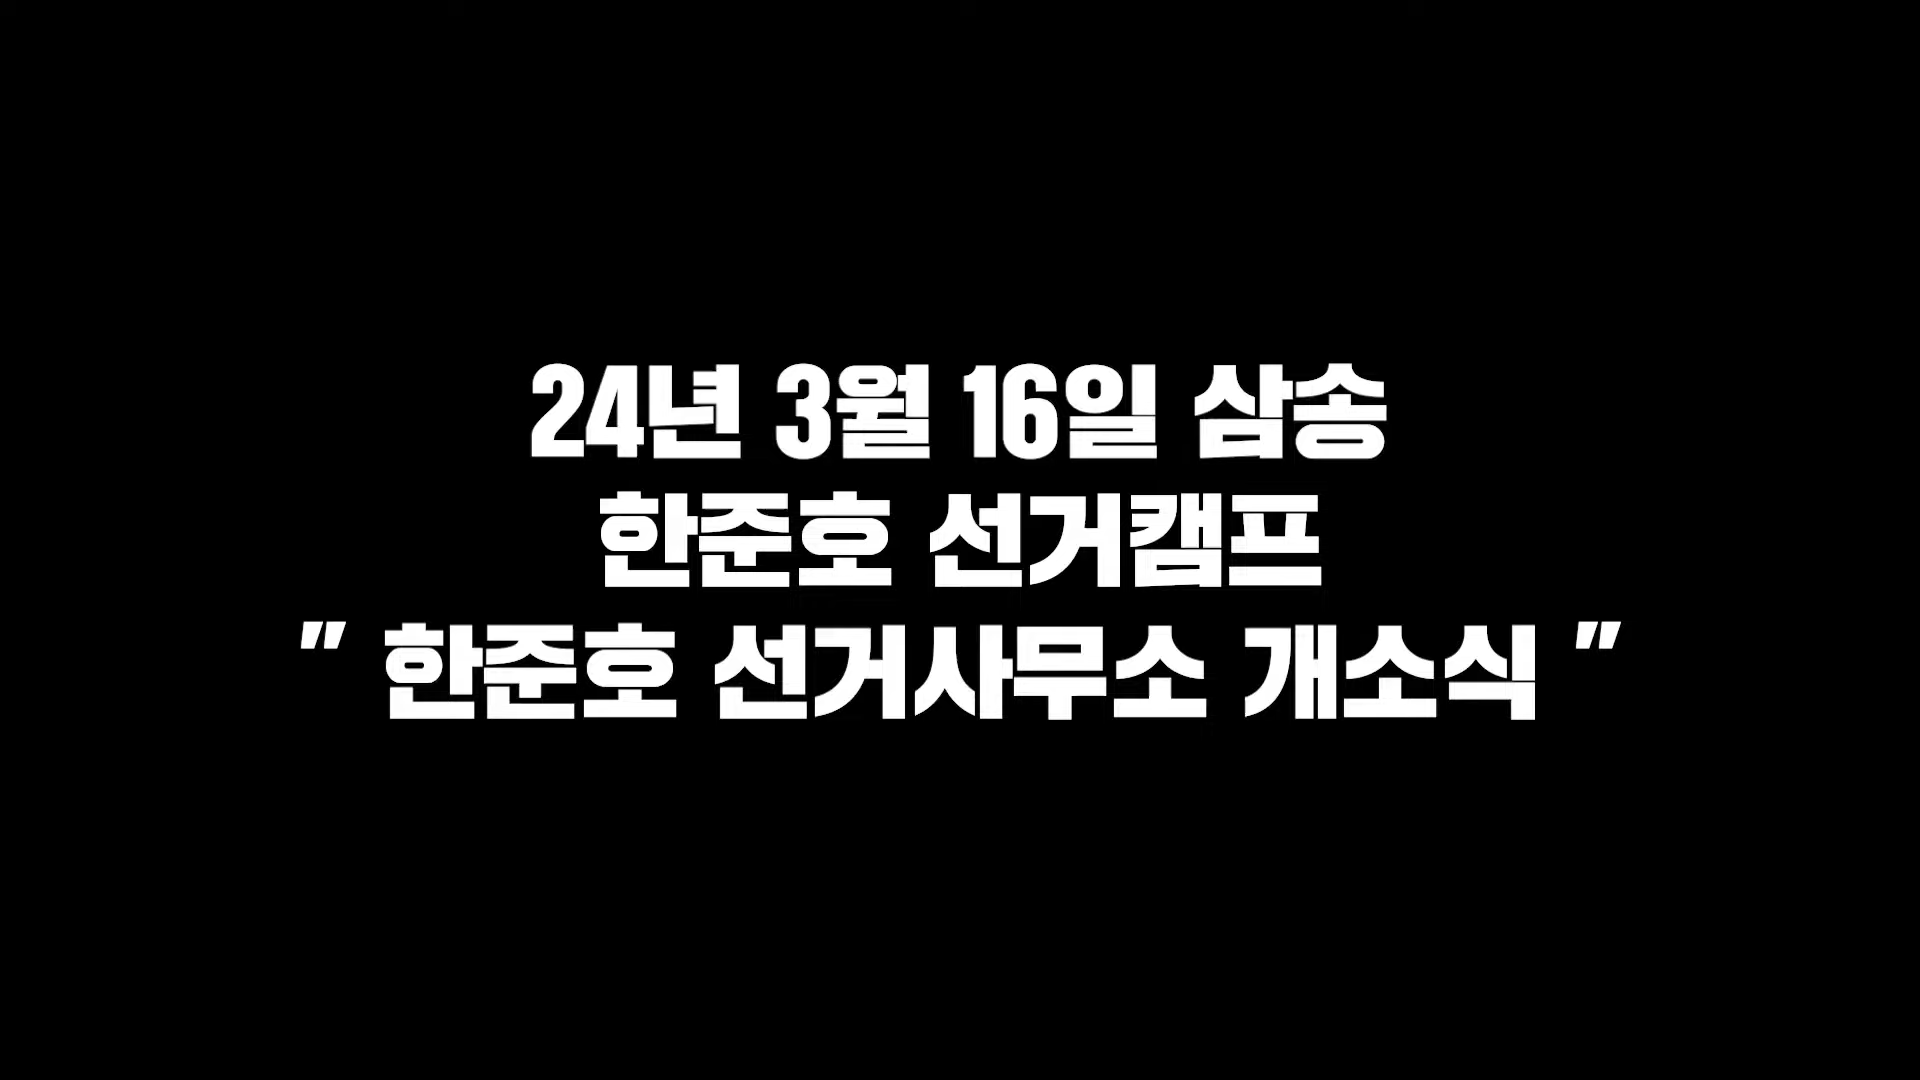 24년 3월 16일 삼송
한준호 선거캠프
" 한준호 선거사무소 개소식 "